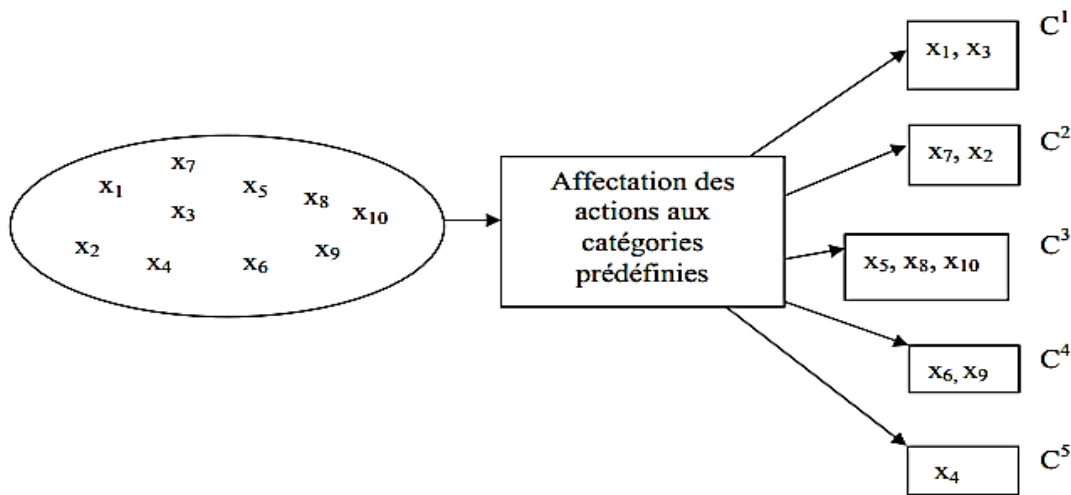 x₇
x₁ x₅ x₈
x₃ x₁₀
x₂ x₄ x₆ x₉
Affectation des
actions aux
catégories
prédéfinies
x₁, x₃ C¹
x₇, x₂ C²
x₅, x₈, x₁₀ C³
x₆, x₉ C⁴
x₄ C⁵